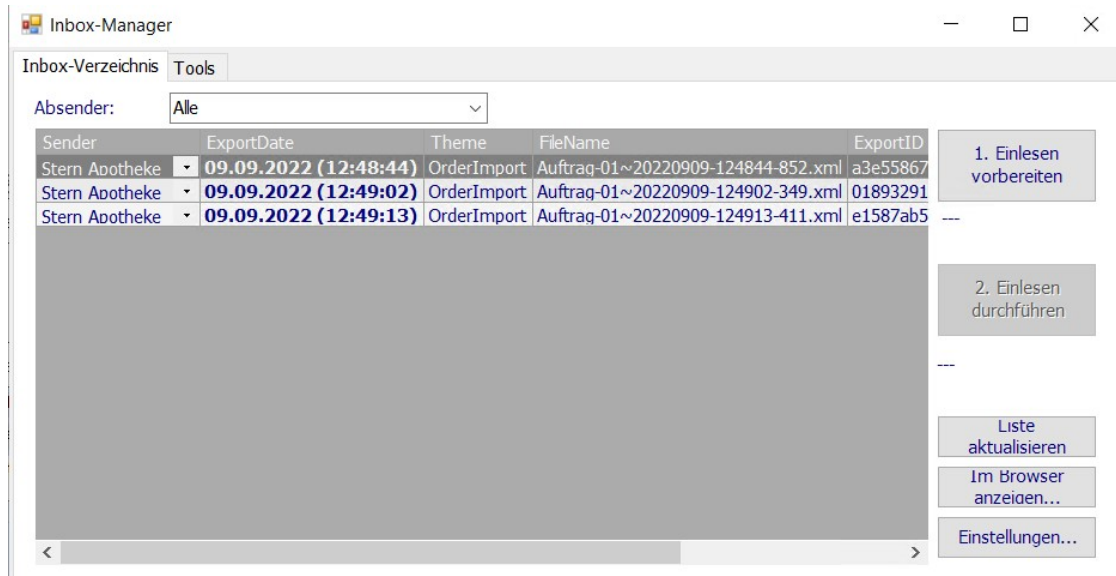 Inbox-Manager
Inbox-Verzeichnis Tools
Absender: Alle
Sender ExportDate Theme FileName ExportID
Stern Apotheke 09.09.2022 (12:48:44) OrderImport Auftrag-01~20220909-124844-852.xml a3e55867
Stern Apotheke 09.09.2022 (12:49:02) OrderImport Auftrag-01~20220909-124902-349.xml 01893291
Stern Apotheke 09.09.2022 (12:49:13) OrderImport Auftrag-01~20220909-124913-411.xml e1587ab5
1. Einlesen
vorbereiten
---
2. Einlesen
durchführen
---
Liste
aktualisieren
Im Browser
anzeigen...
Einstellungen...